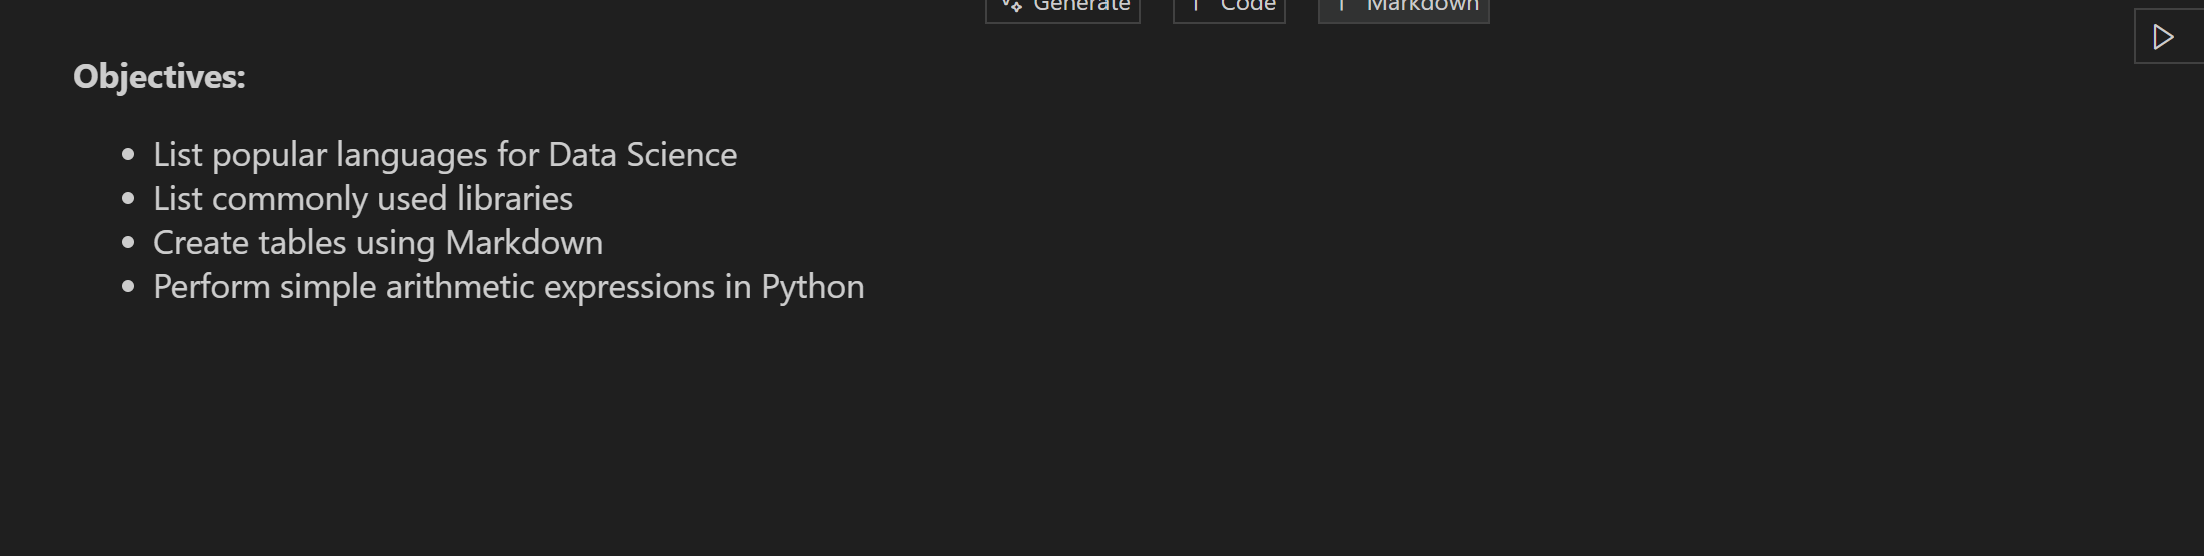 Generate Code Markdown
Objectives:
List popular languages for Data Science
List commonly used libraries
Create tables using Markdown
Perform simple arithmetic expressions in Python